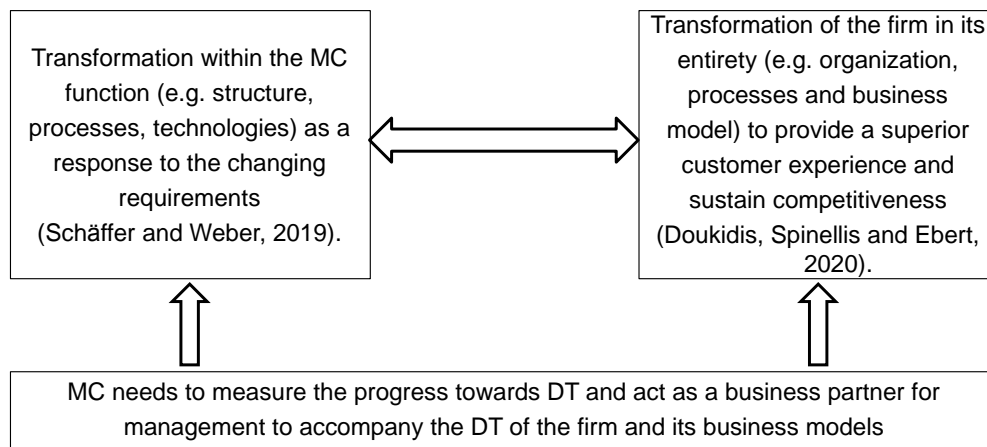 Transformation within the MC
function (e.g. structure,
processes, technologies) as a
response to the changing
requirements
(Schäffer and Weber, 2019).
Transformation of the firm in its
entirety (e.g. organization,
processes and business
model) to provide a superior
customer experience and
sustain competitiveness
(Doukidis, Spinellis and Ebert,
2020).
MC needs to measure the progress towards DT and act as a business partner for
management to accompany the DT of the firm and its business models